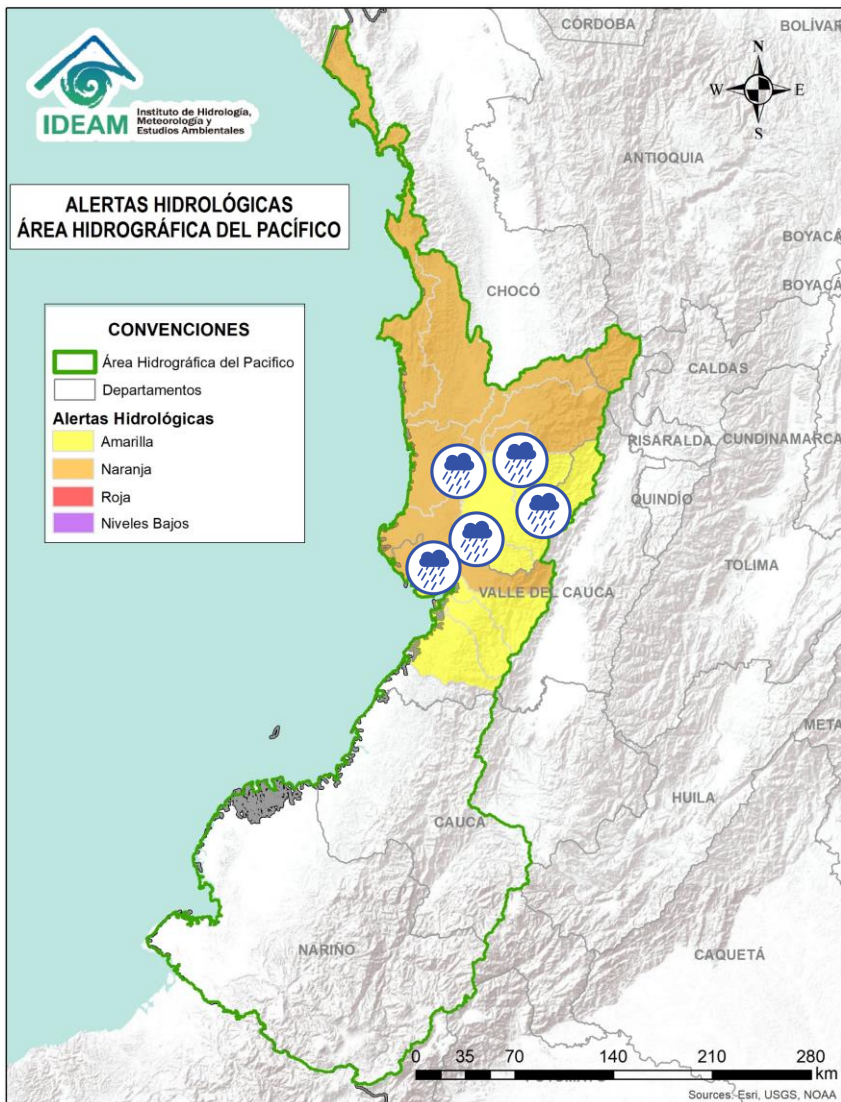 CÓRDOBA
BOLÍVAR
IDEAM
Instituto de Hidrología,
Meteorología y
Estudios Ambientales
N
W
E
S
ANTIOQUIA
ALERTAS HIDROLÓGICAS
ÁREA HIDROGRÁFICA DEL PACÍFICO
BOYACÁ
BOYACÁ
CHOCÓ
CONVENCIONES
Área Hidrográfica del Pacifico
Departamentos
Alertas Hidrológicas
Amarilla
Naranja
Roja
Niveles Bajos
CALDAS
RISARALDA
CUNDINAMARCA
QUINDÍO
TOLIMA
VALLE DEL CAUCA
META
HUILA
CAUCA
NARIÑO
CAQUETÁ
0 35 70 140 210 280
km
Sources: Esri, USGS, NOAA